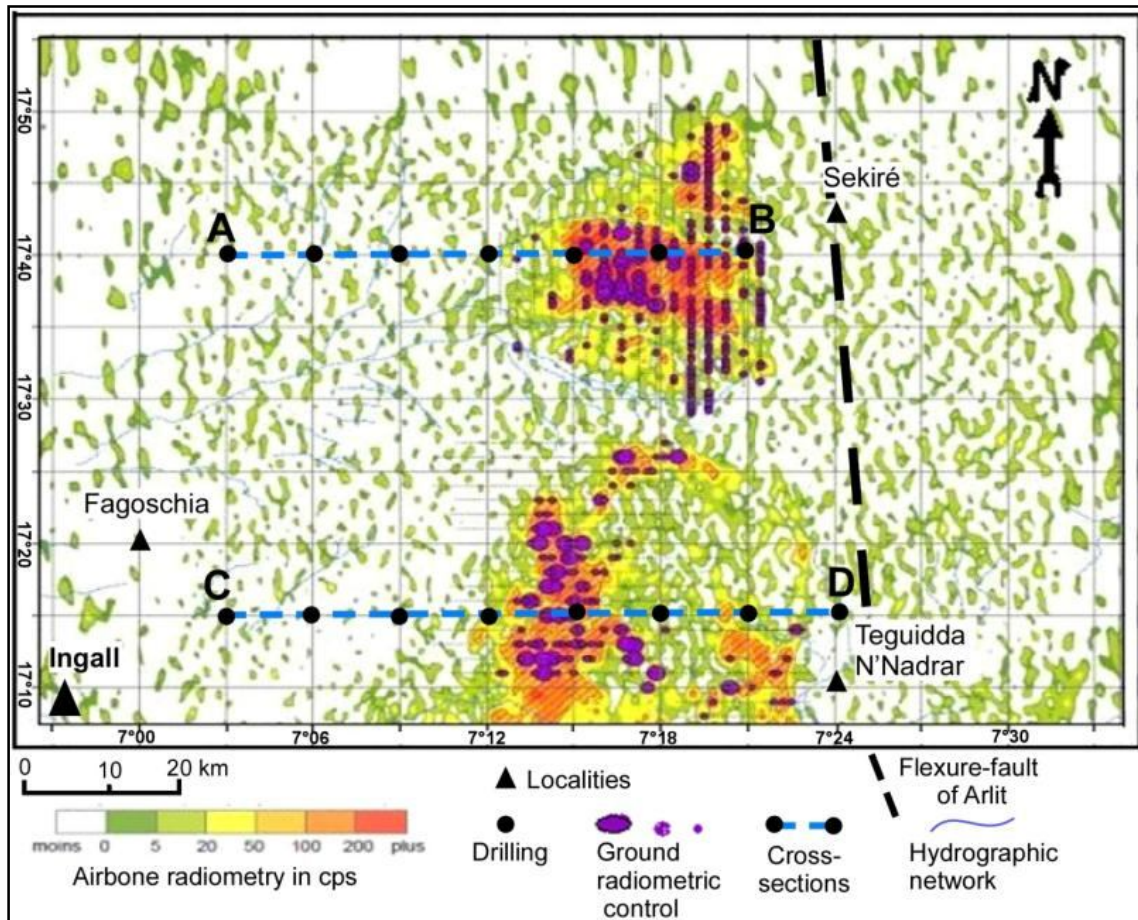 N
17°50
Sekiré
A
B
17°40
17°30
Fagoschia
17°20
C
D
Teguidda
N'Nadrar
Ingall
17°10
7°00
7°06
7°12
7°18
7°24
7°30
0 10 20 km
Localities
Flexure-fault
of Arlit
moins 0 5 20 50 100 200 plus
Airbone radiometry in cps
Drilling
Ground
radiometric
control
Cross-
sections
Hydrographic
network